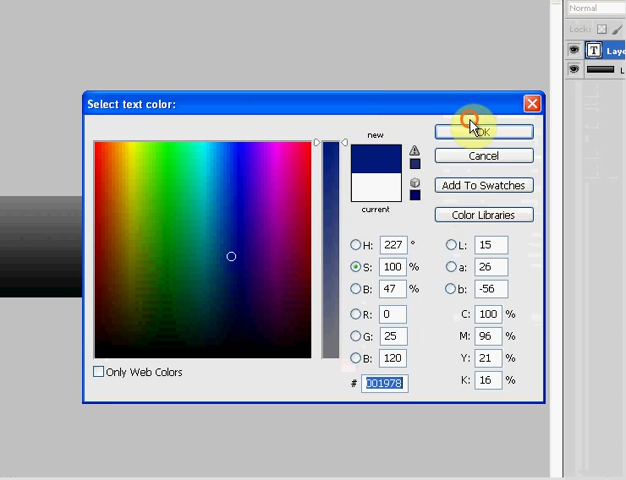 Normal
Lock:
T Laye
L
Select text color:
new
current
OK
Cancel
Add To Swatches
Color Libraries
H: 227 °
S: 100 %
B: 47 %
R: 0
G: 25
B: 120
# 001978
L: 15
a: 26
b: -56
C: 100 %
M: 96 %
Y: 21 %
K: 16 %
Only Web Colors